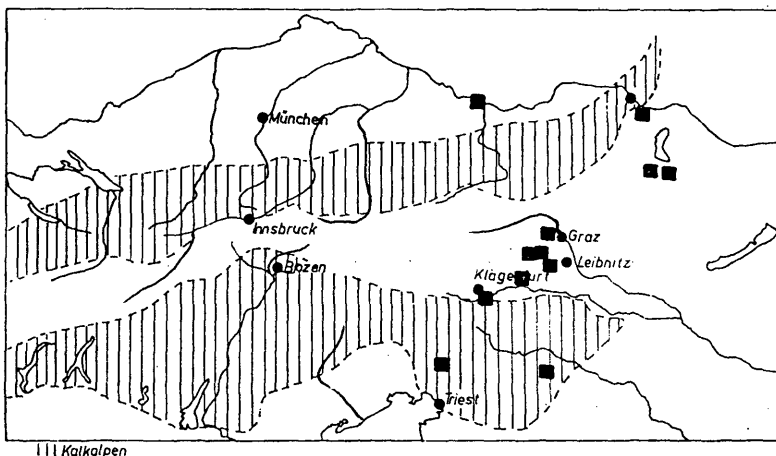 München
Innsbruck
Graz
Bozen
Leibnitz
Klagenfurt
Triest
Kalkalpen